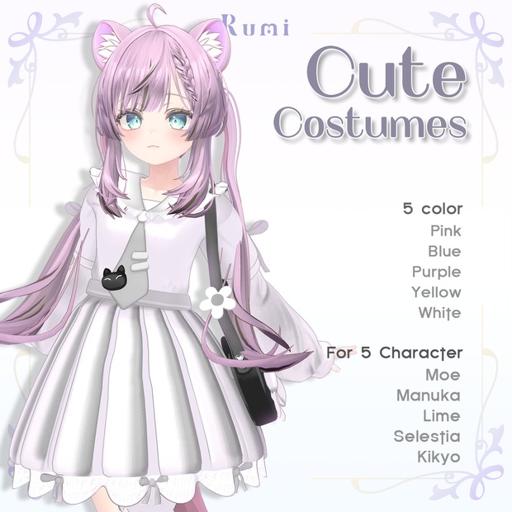 Rumi
Cute
Costumes
5 color
Pink
Blue
Purple
Yellow
White
For 5 Character
Moe
Manuka
Lime
Selestia
Kikyo